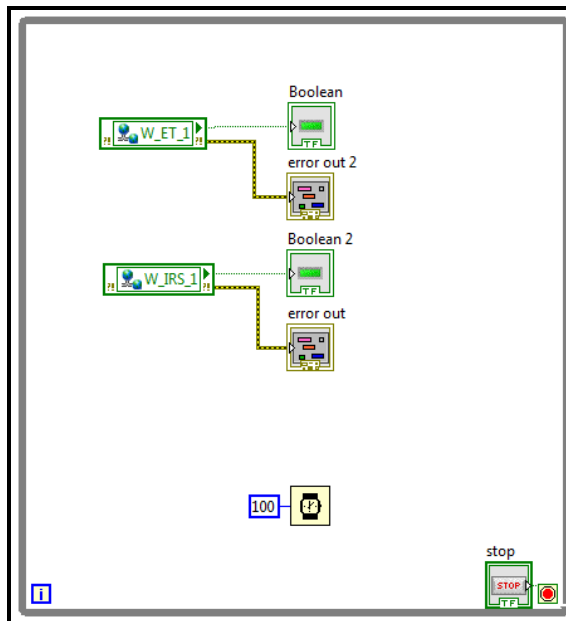 Boolean
W_ET_1
?!
?!
TF
error out 2
Boolean 2
W_IRS_1
?!
?!
TF
error out
100
stop
STOP
TF
i